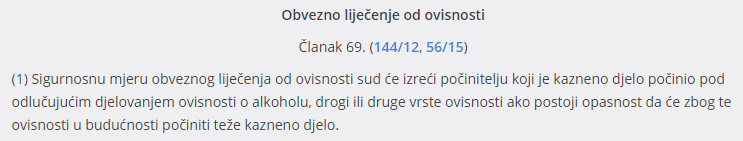 Obvezno liječenje od ovisnosti
Članak 69. (144/12, 56/15)
(1) Sigurnosnu mjeru obveznog liječenja od ovisnosti sud će izreći počinitelju koji je kazneno djelo počinio pod
odlučujućim djelovanjem ovisnosti o alkoholu, drogi ili druge vrste ovisnosti ako postoji opasnost da će zbog te
ovisnosti u budućnosti počiniti teže kazneno djelo.